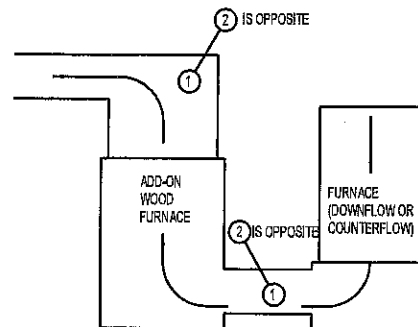 2 IS OPPOSITE
1
ADD-ON
WOOD
FURNACE
FURNACE
(DOWNFLOW OR
COUNTERFLOW)
2 IS OPPOSITE
1